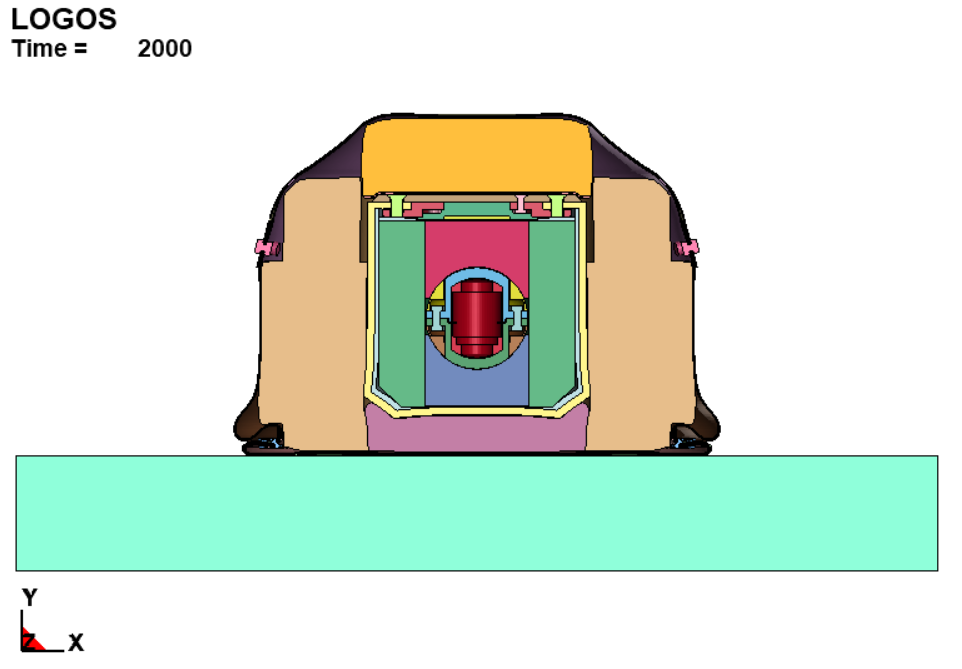 LOGOS
Time = 2000
Y
Z X